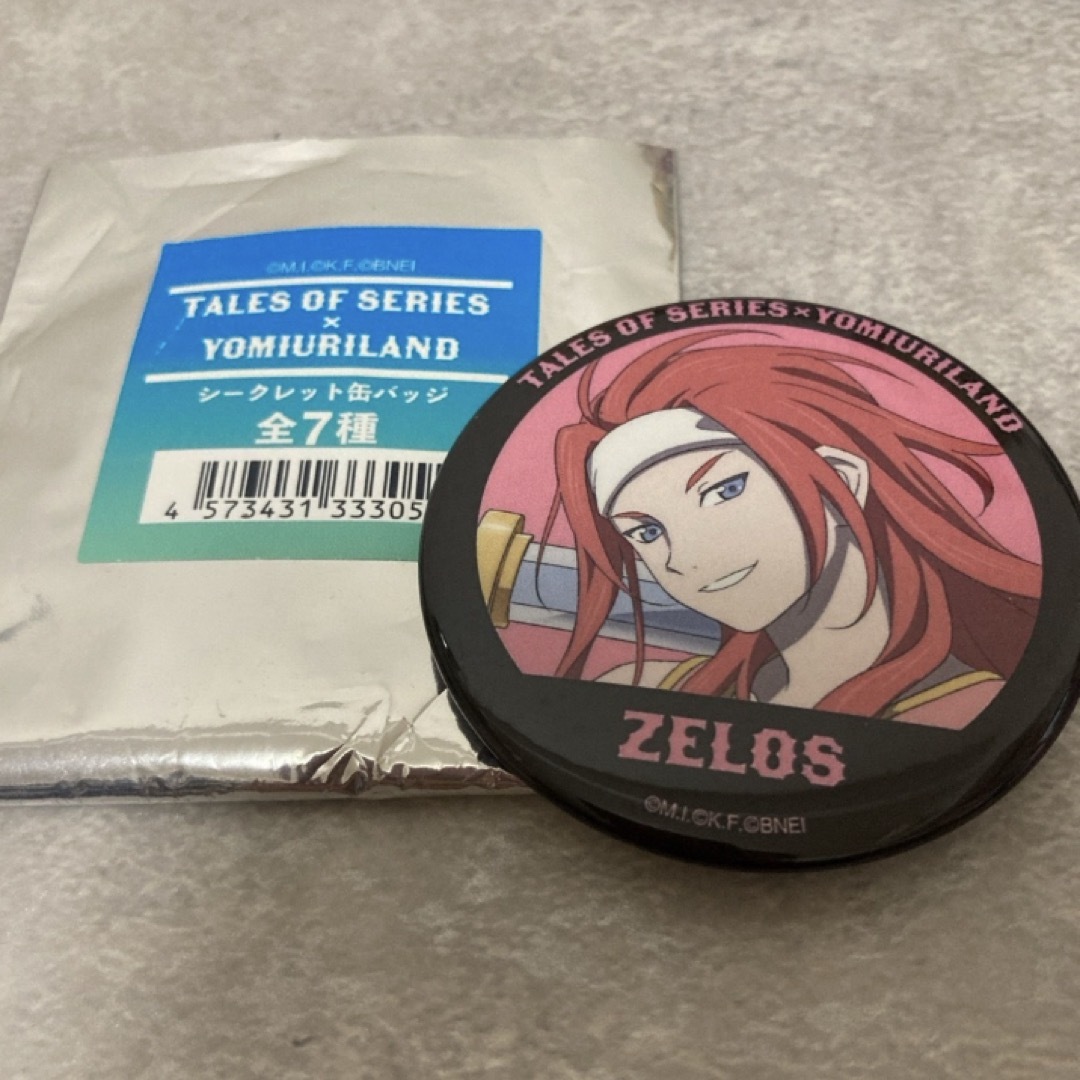 ©M.I.©K.F.©BNEI
TALES OF SERIES
×
YOMIURILAND
シークレット缶バッジ
全7種
4 573431 33305
TALES OF SERIES×YOMIURILAND
ZELOS
©M.I.©K.F.©BNEI